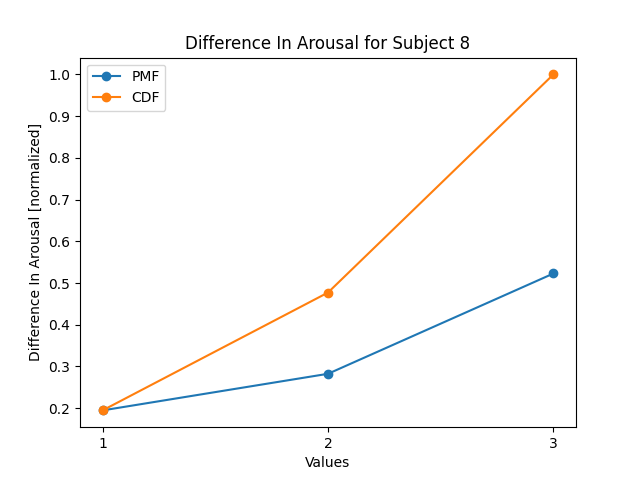 Difference In Arousal for Subject 8
PMF
CDF
Difference In Arousal [normalized]
1.0
0.9
0.8
0.7
0.6
0.5
0.4
0.3
0.2
1 2 3
Values